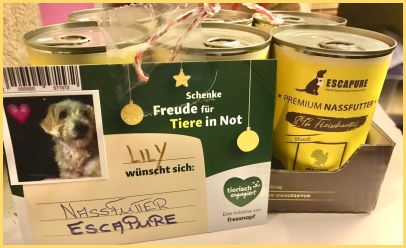 ESCAPURE
PREMIUM NASSFUTTER
Schenke
Freude für
Tiere in Not
LILY
wünscht sich:
NASSFUTTER
ESCAPURE
tierisch
engagiert
Eine Initiative von
fressnapf